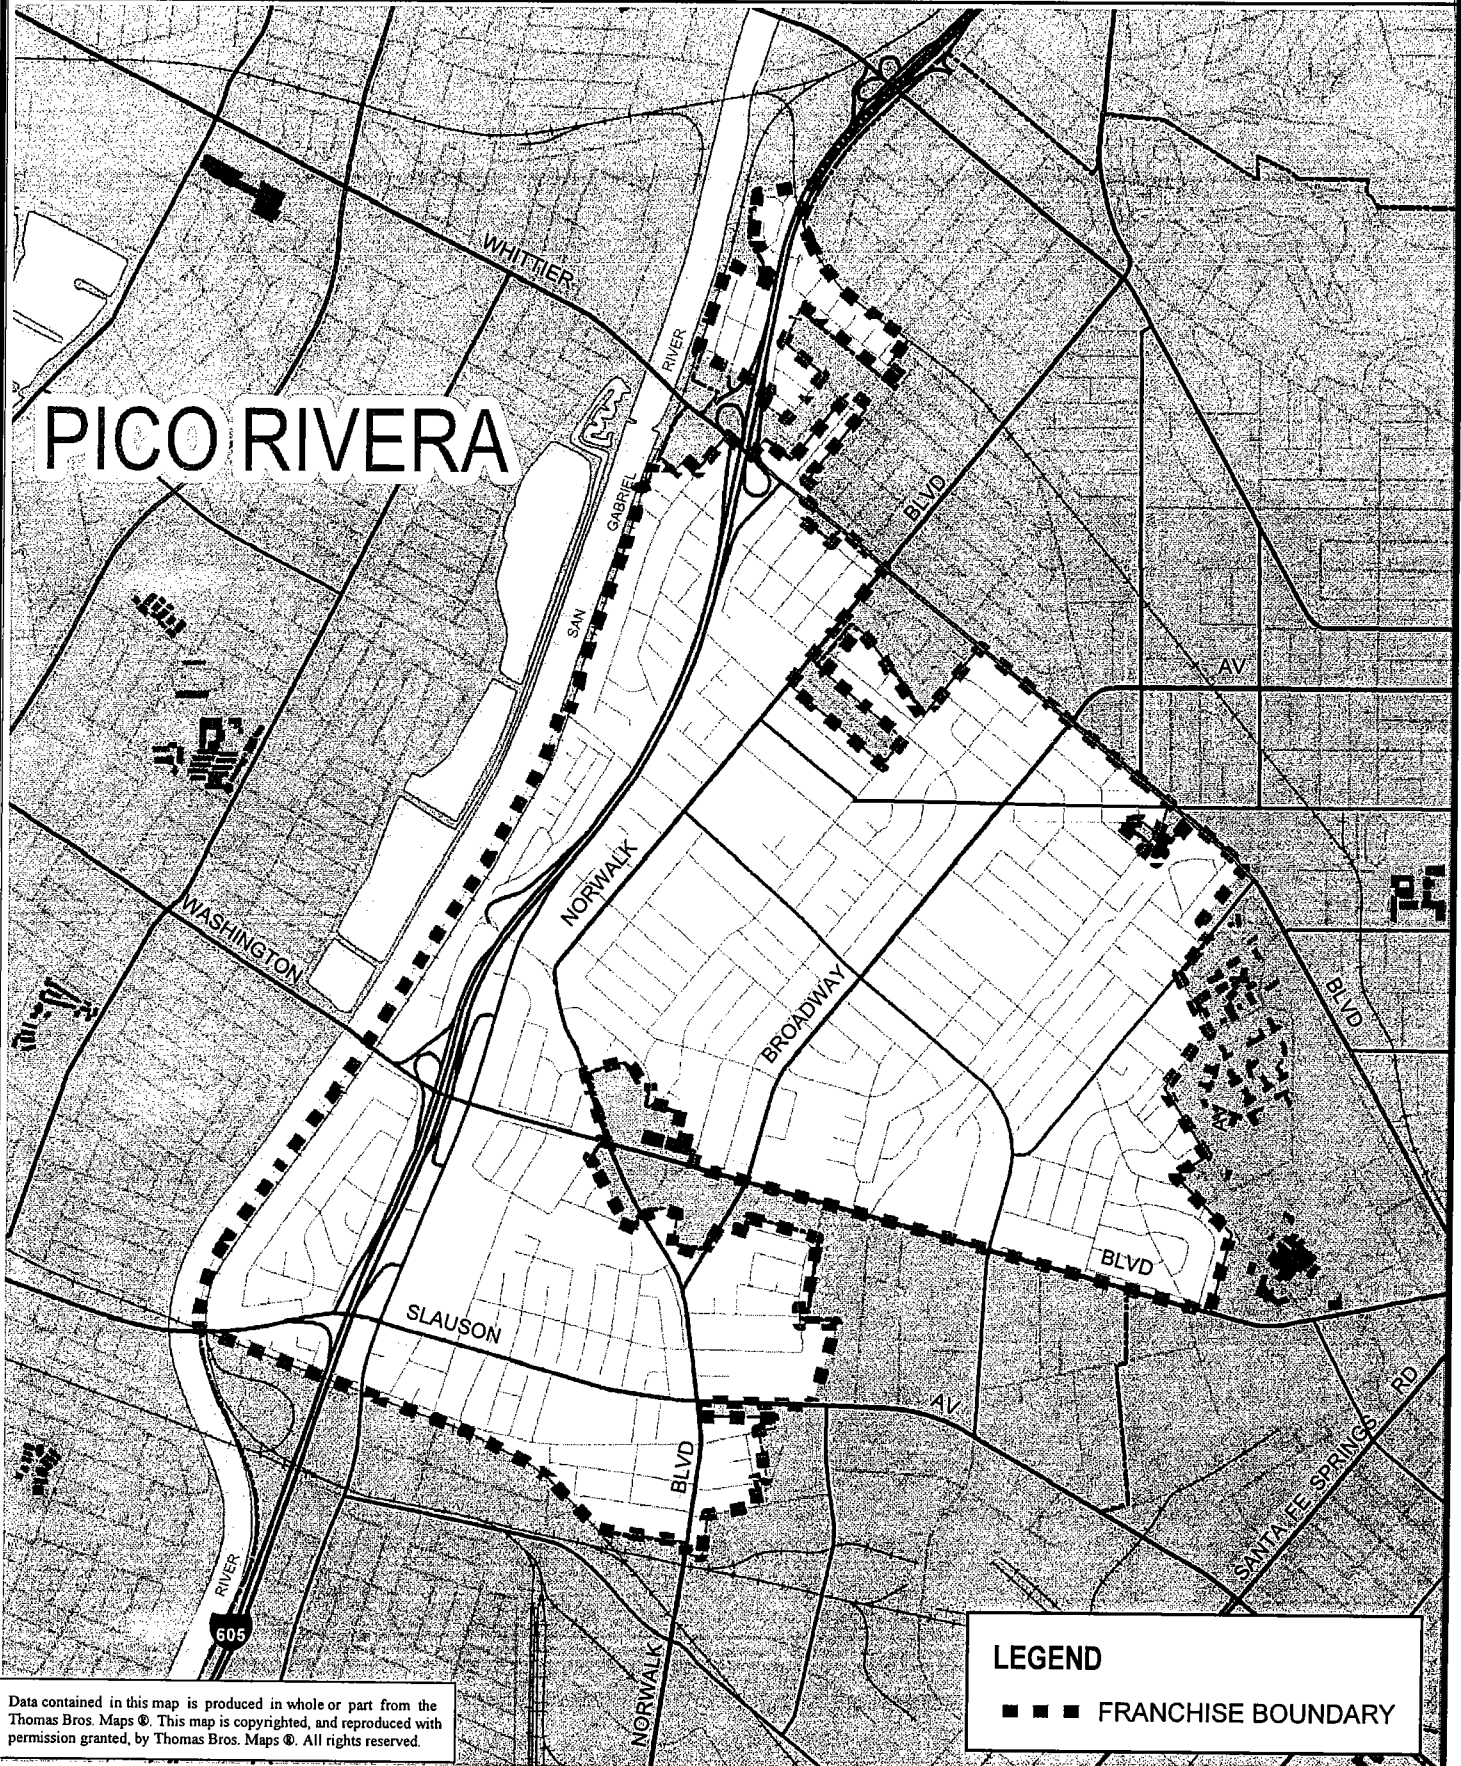 WHITTIER
RIVER
PICO RIVERA
GABRIEL
BLVD
SAN
AV
NORWALK
WASHINGTON
BROADWAY
BLVD
AV
BLVD
SLAUSON
AV
RD
BLVD
SANTA FE SPRINGS
RIVER
605
NORWALK
LEGEND
FRANCHISE BOUNDARY
Data contained in this map is produced in whole or part from the
Thomas Bros. Maps ®. This map is copyrighted, and reproduced with
permission granted, by Thomas Bros. Maps ®. All rights reserved.